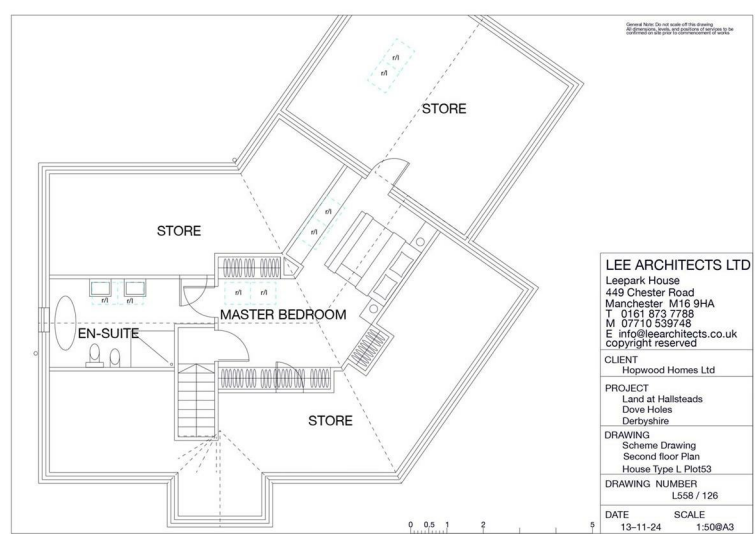 General Note: Do not scale off this drawing
All dimensions, levels, and positions of services to be
confirmed on site prior to commencement of works
r/l
r/l
STORE
r/l
r/l
STORE
r/l
r/l
r/l
r/l
MASTER BEDROOM
EN-SUITE
STORE
0 0.5 1 2 5
LEE ARCHITECTS LTD
Leepark House
449 Chester Road
Manchester M16 9HA
T 0161 873 7788
M 07710 539748
E info@leearchitects.co.uk
copyright reserved
CLIENT
Hopwood Homes Ltd
PROJECT
Land at Hallsteads
Dove Holes
Derbyshire
DRAWING
Scheme Drawing
Second floor Plan
House Type L Plot53
DRAWING NUMBER
L558 / 126
DATE SCALE
13-11-24 1:50@A3